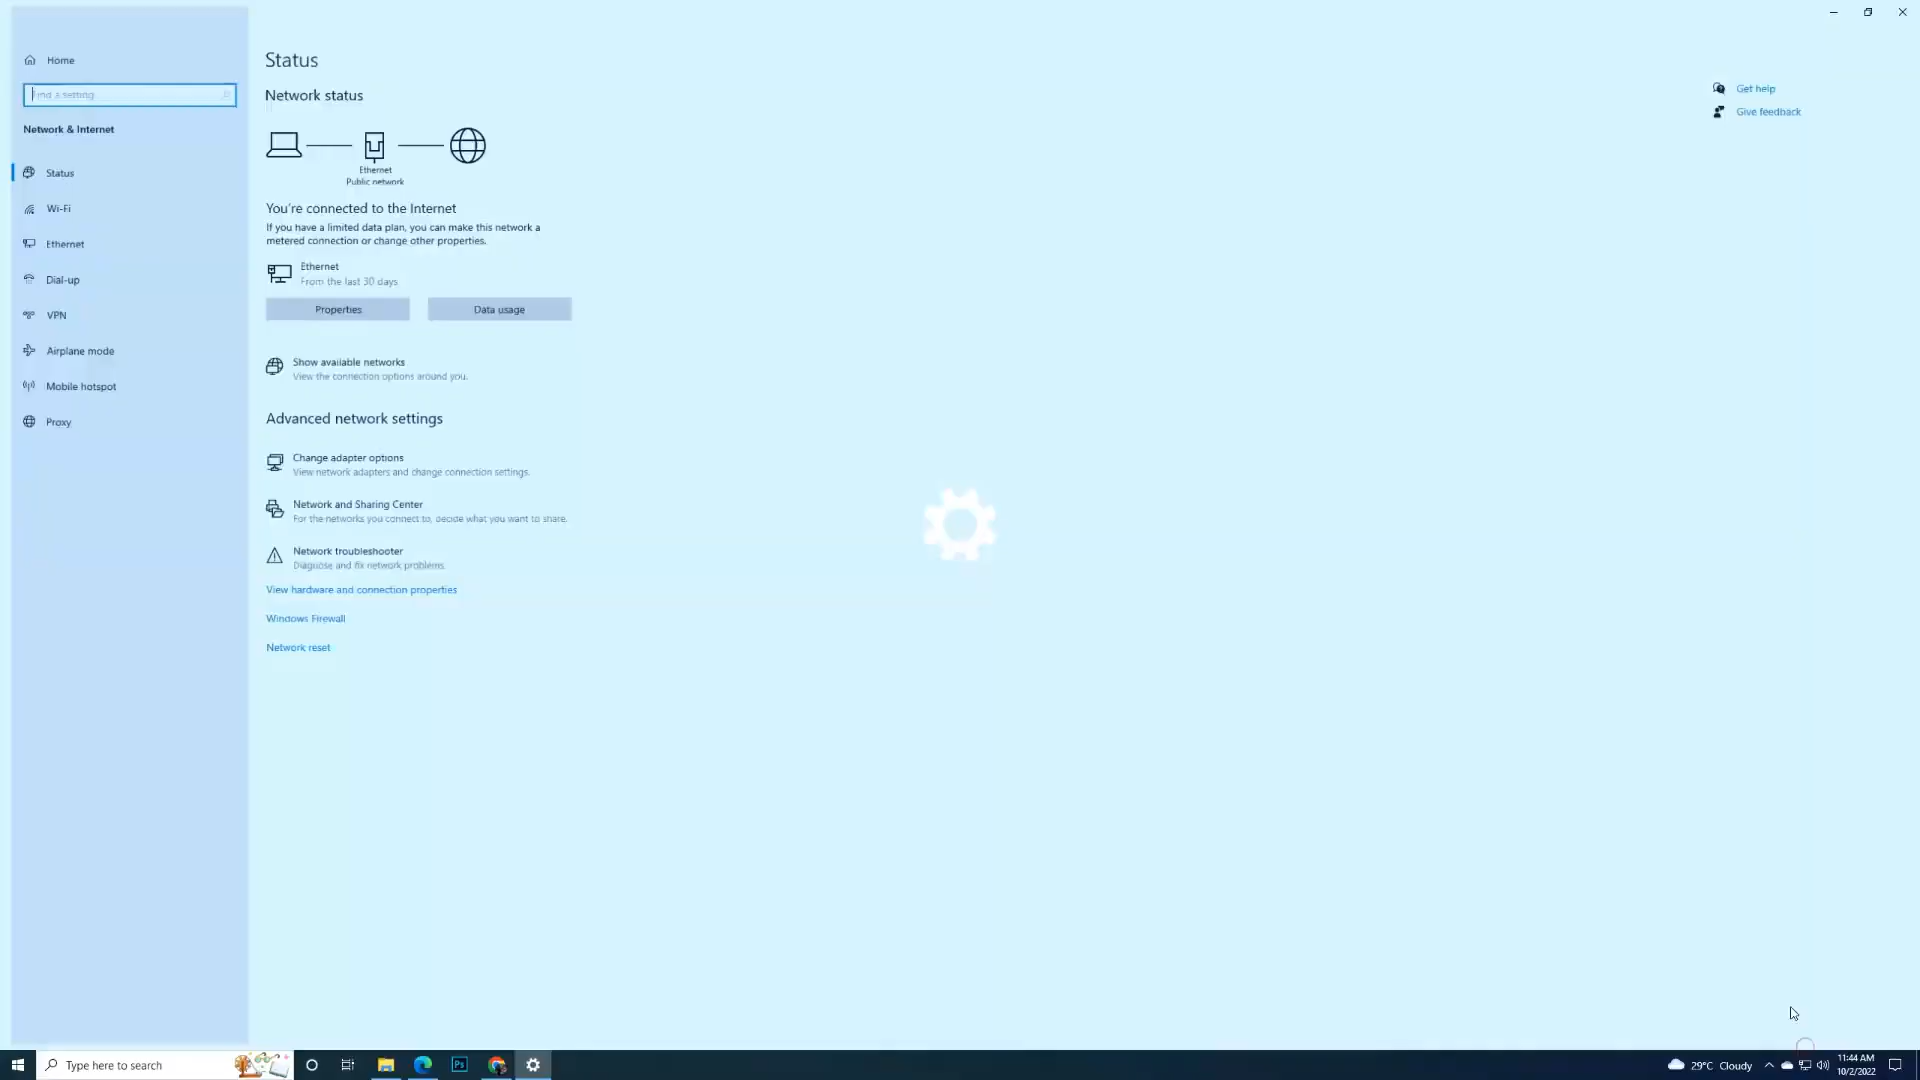 Home
Find a setting
Network & Internet
Status
Wi-Fi
Ethernet
Dial-up
VPN
Airplane mode
Mobile hotspot
Proxy
Status
Network status
Ethernet
Public network
You're connected to the Internet
If you have a limited data plan, you can make this network a
metered connection or change other properties.
Ethernet
From the last 30 days
Properties
Data usage
Show available networks
View the connection options around you.
Advanced network settings
Change adapter options
View network adapters and change connection settings.
Network and Sharing Center
For the networks you connect to, decide what you want to share.
Network troubleshooter
Diagnose and fix network problems.
View hardware and connection properties
Windows Firewall
Network reset
Get help
Give feedback
Type here to search
Ps
29°C Cloudy
11:44 AM
10/2/2022